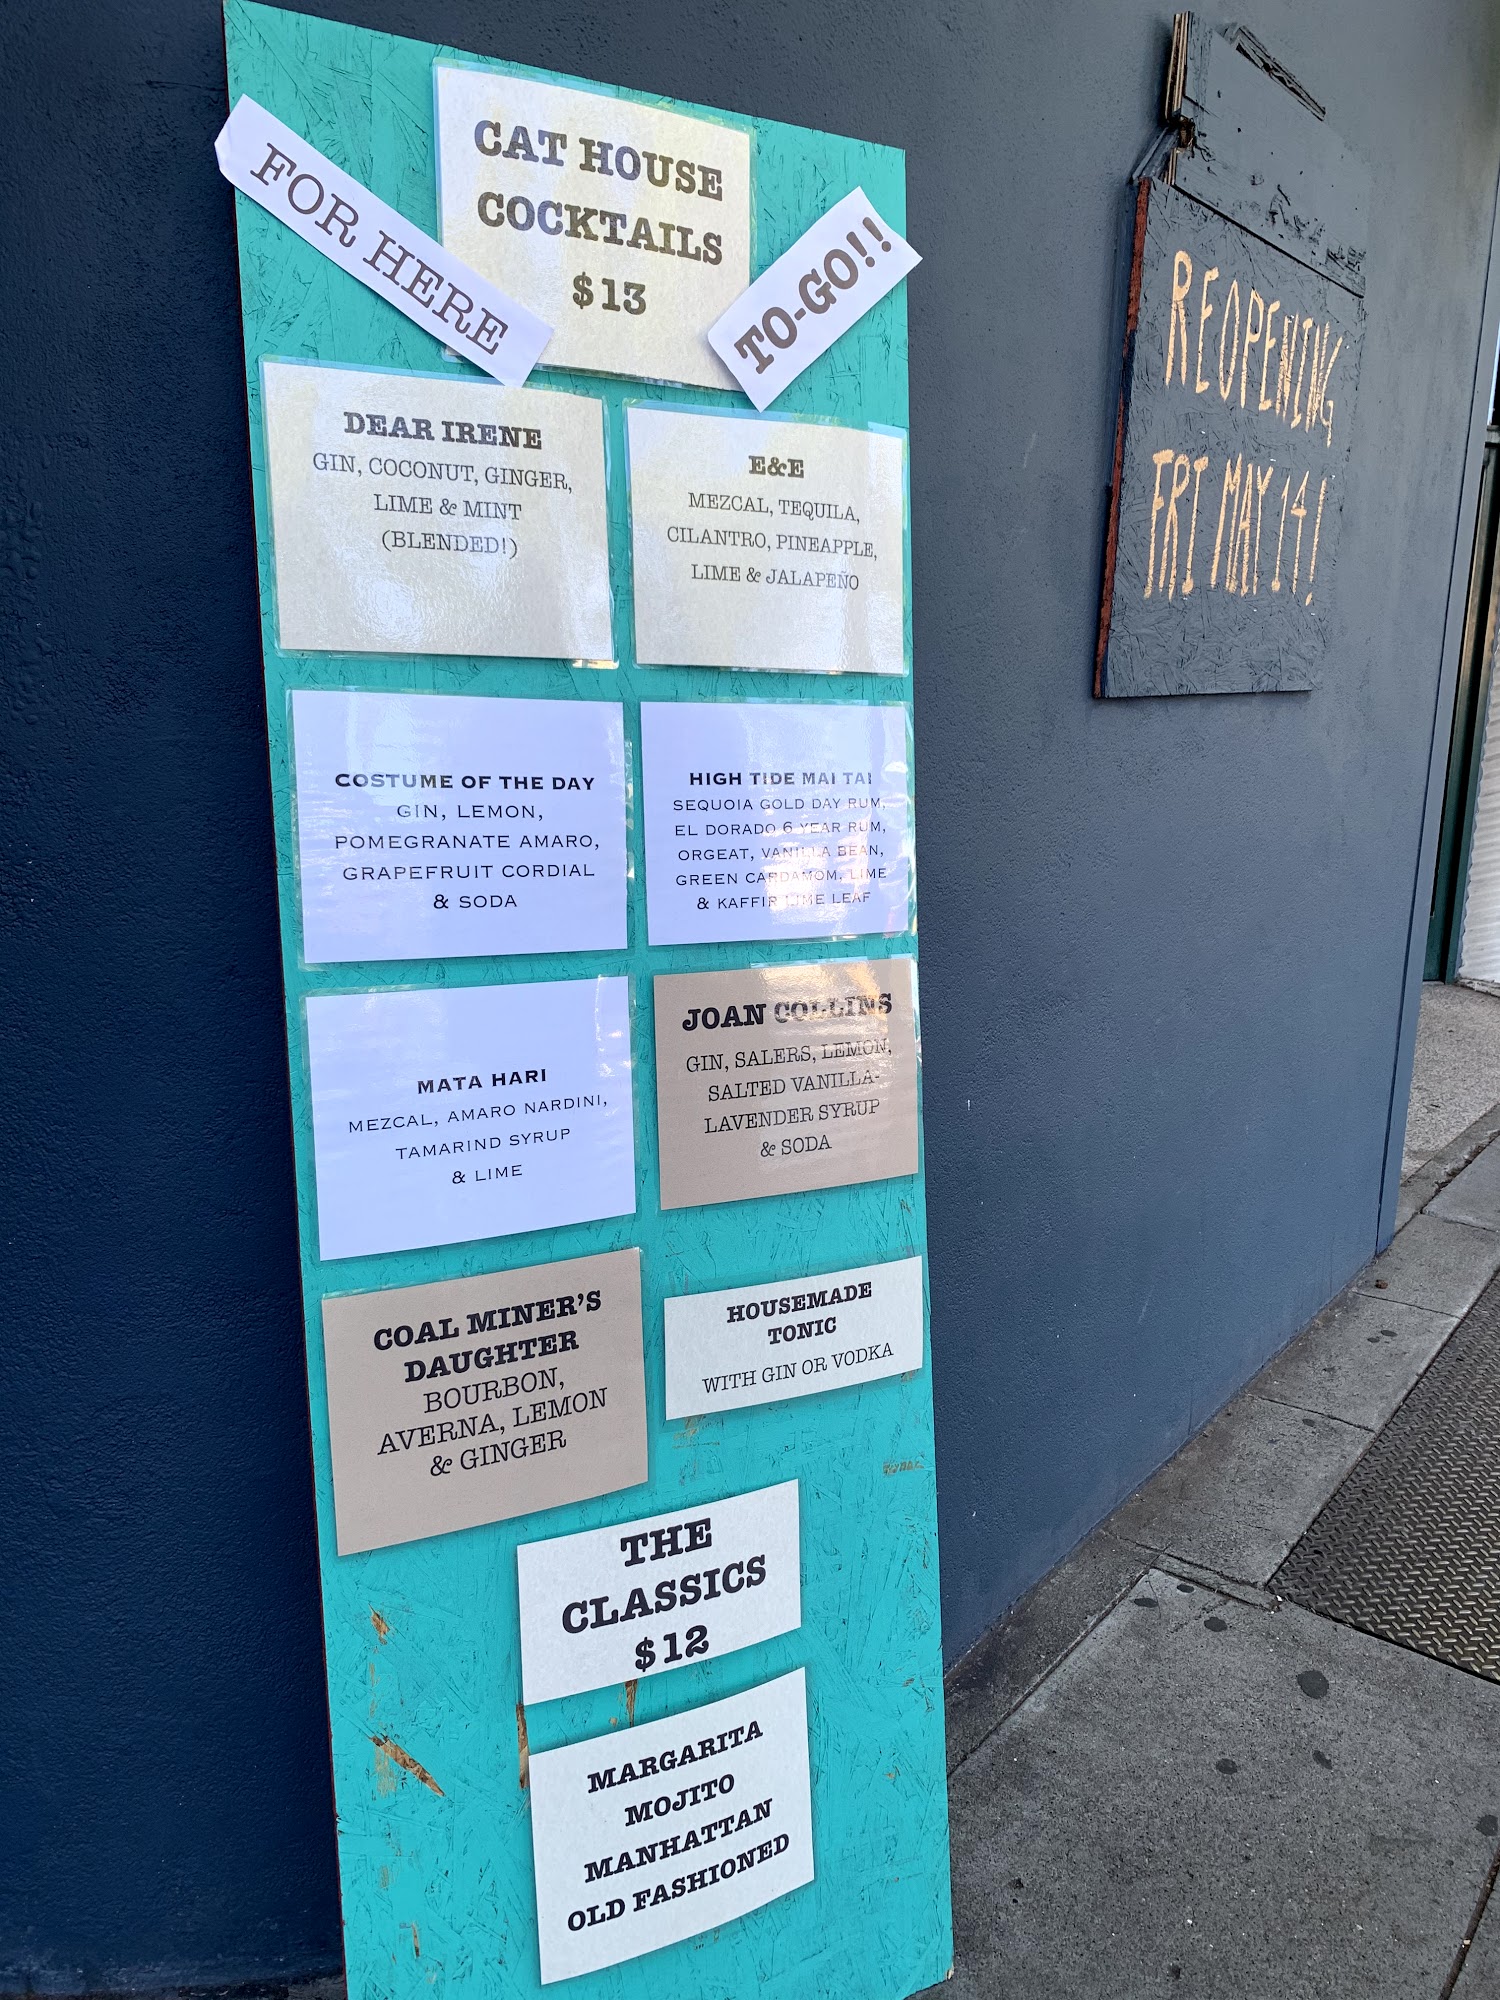 CAT HOUSE
COCKTAILS
$13
FOR HERE
TO-GO!!
DEAR IRENE
GIN, COCONUT, GINGER,
LIME & MINT
(BLENDED!)
E&E
MEZCAL, TEQUILA,
CILANTRO, PINEAPPLE,
LIME & JALAPEÑO
COSTUME OF THE DAY
GIN, LEMON,
POMEGRANATE AMARO,
GRAPEFRUIT CORDIAL
& SODA
HIGH TIDE MAI TAI
SEQUOIA GOLD DAY RUM,
EL DORADO 6 YEAR RUM,
ORGEAT, VANILLA BEAN,
GREEN CARDAMOM, LIME
& KAFFIR LIME LEAF
MATA HARI
MEZCAL, AMARO NARDINI,
TAMARIND SYRUP
& LIME
JOAN COLLINS
GIN, SALERS, LEMON,
SALTED VANILLA-
LAVENDER SYRUP
& SODA
COAL MINER'S
DAUGHTER
BOURBON,
AVERNA, LEMON
& GINGER
HOUSEMADE
TONIC
WITH GIN OR VODKA
THE
CLASSICS
$12
MARGARITA
MOJITO
MANHATTAN
OLD FASHIONED
REOPENING
FRI MAY 14!